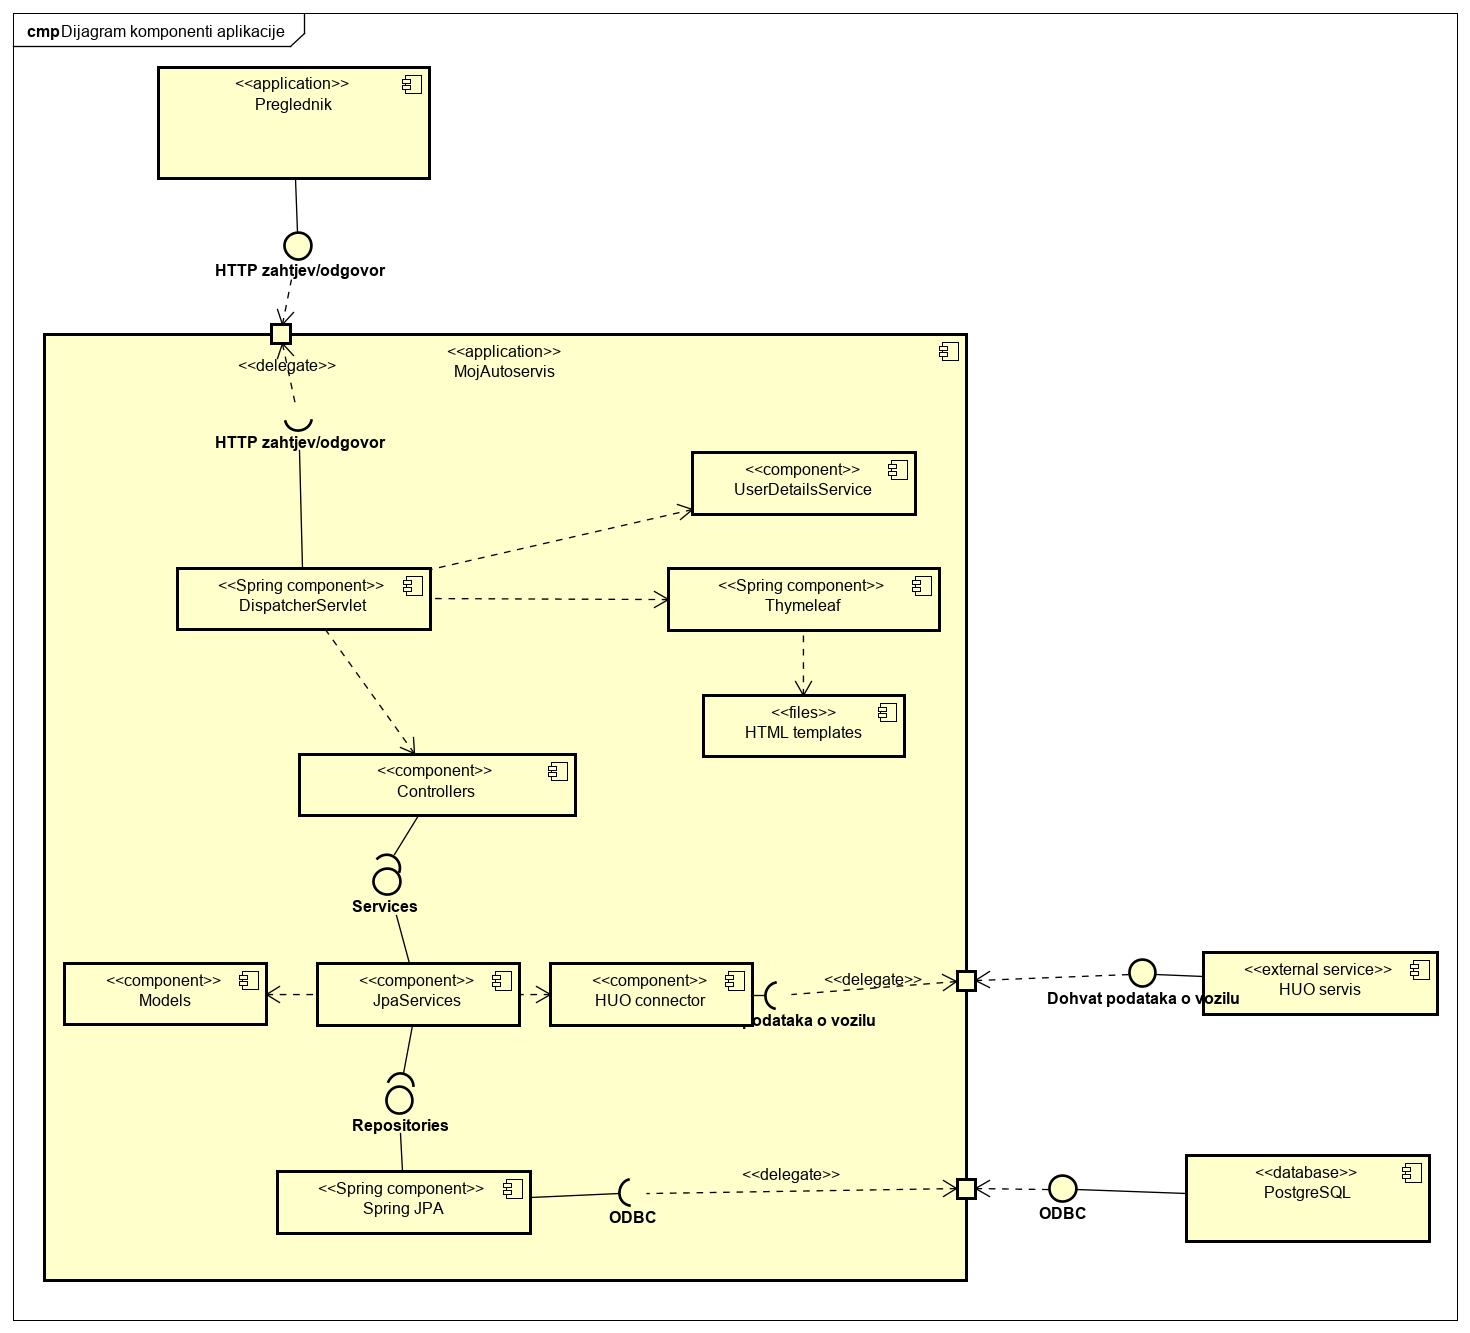 cmp Dijagram komponenti aplikacije
<<application>>
Preglednik
HTTP zahtjev/odgovor
<<delegate>>
<<application>>
MojAutoservis
HTTP zahtjev/odgovor
<<component>>
UserDetailsService
<<Spring component>>
DispatcherServlet
<<Spring component>>
Thymeleaf
<<files>>
HTML templates
<<component>>
Controllers
Services
<<component>>
Models
<<component>>
JpaServices
<<component>>
HUO connector
<<delegate>>
podataka o vozilu
Dohvat podataka o vozilu
<<external service>>
HUO servis
Repositories
<<Spring component>>
Spring JPA
ODBC
<<delegate>>
ODBC
<<database>>
PostgreSQL